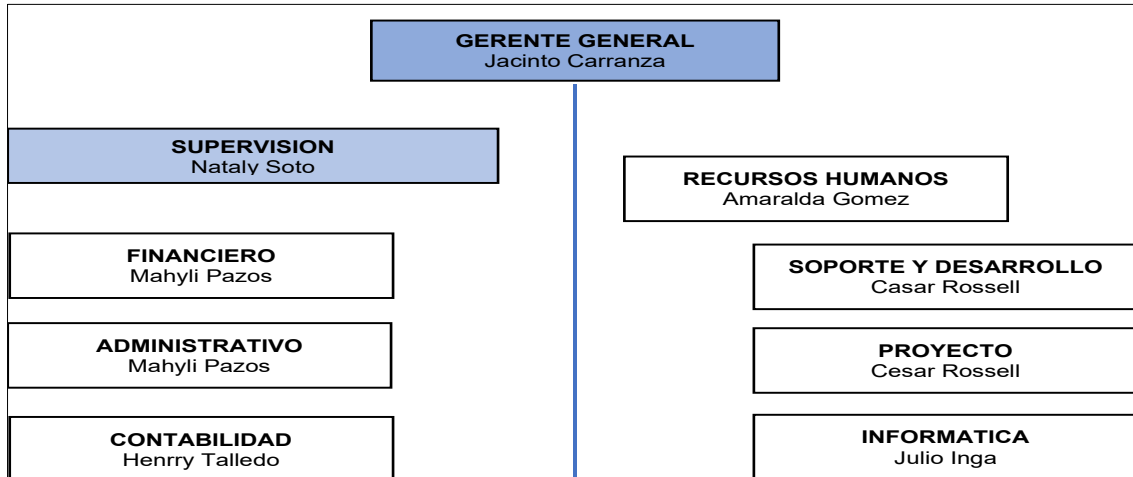 GERENTE GENERAL
Jacinto Carranza
SUPERVISION
Nataly Soto
RECURSOS HUMANOS
Amaralda Gomez
FINANCIERO
Mahyli Pazos
SOPORTE Y DESARROLLO
Casar Rossell
ADMINISTRATIVO
Mahyli Pazos
PROYECTO
Cesar Rossell
CONTABILIDAD
Henrry Talledo
INFORMATICA
Julio Inga